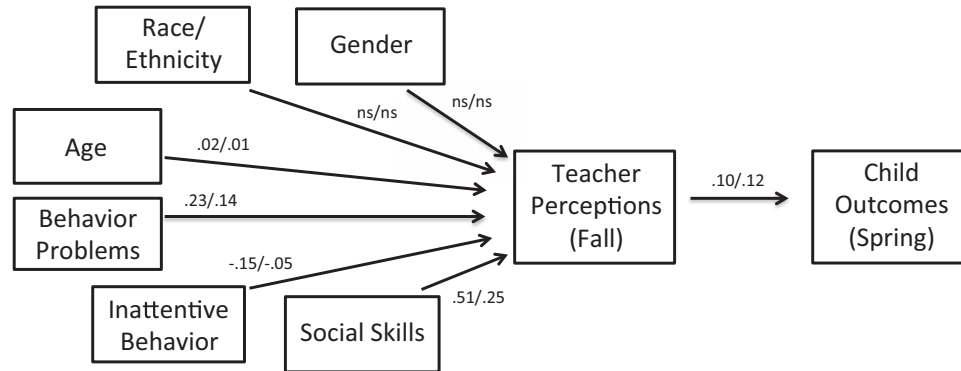 Race/
Ethnicity
Gender
ns/ns
ns/ns
Age
.02/.01
Teacher
Perceptions
(Fall)
.10/.12
Child
Outcomes
(Spring)
Behavior
Problems
.23/.14
-.15/-.05
Inattentive
Behavior
Social Skills
.51/.25